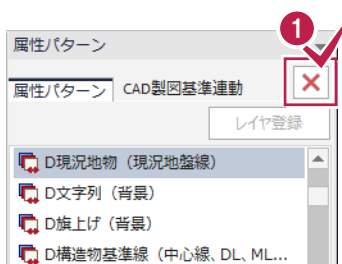 1
属性パターン
属性パターン CAD製図基準連動
レイヤ登録
D現況地物（現況地盤線）
D文字列（背景）
D旗上げ（背景）
D構造物基準線（中心線、DL、ML...